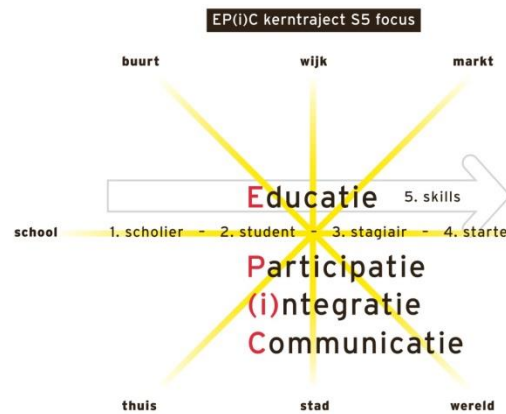 EP(i)C kerntraject S5 focus
buurt wijk markt
Educatie 5. skills
school 1. scholier - 2. student - 3. stagiair - 4. starte
Participatie
(i)ntegratie
Communicatie
thuis stad wereld